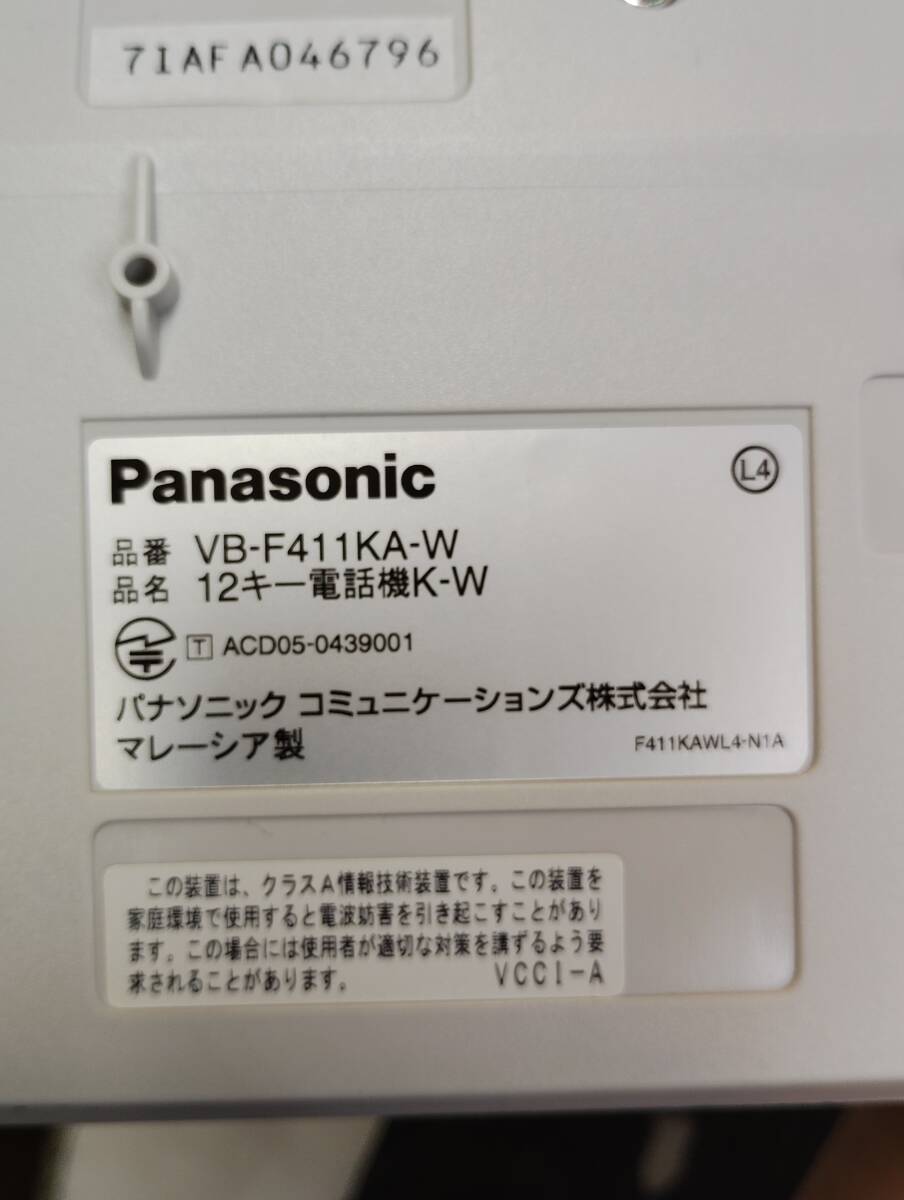 7IAFA046796
Panasonic
L4
品番 VB-F411KA-W
品名 12キー電話機K-W
T ACD05-0439001
パナソニック コミュニケーションズ株式会社
マレーシア製
F411KAWL4-N1A
この装置は、クラスA情報技術装置です。この装置を
家庭環境で使用すると電波妨害を引き起こすことがあり
ます。この場合には使用者が適切な対策を講ずるよう要
求されることがあります。 VCCI-A